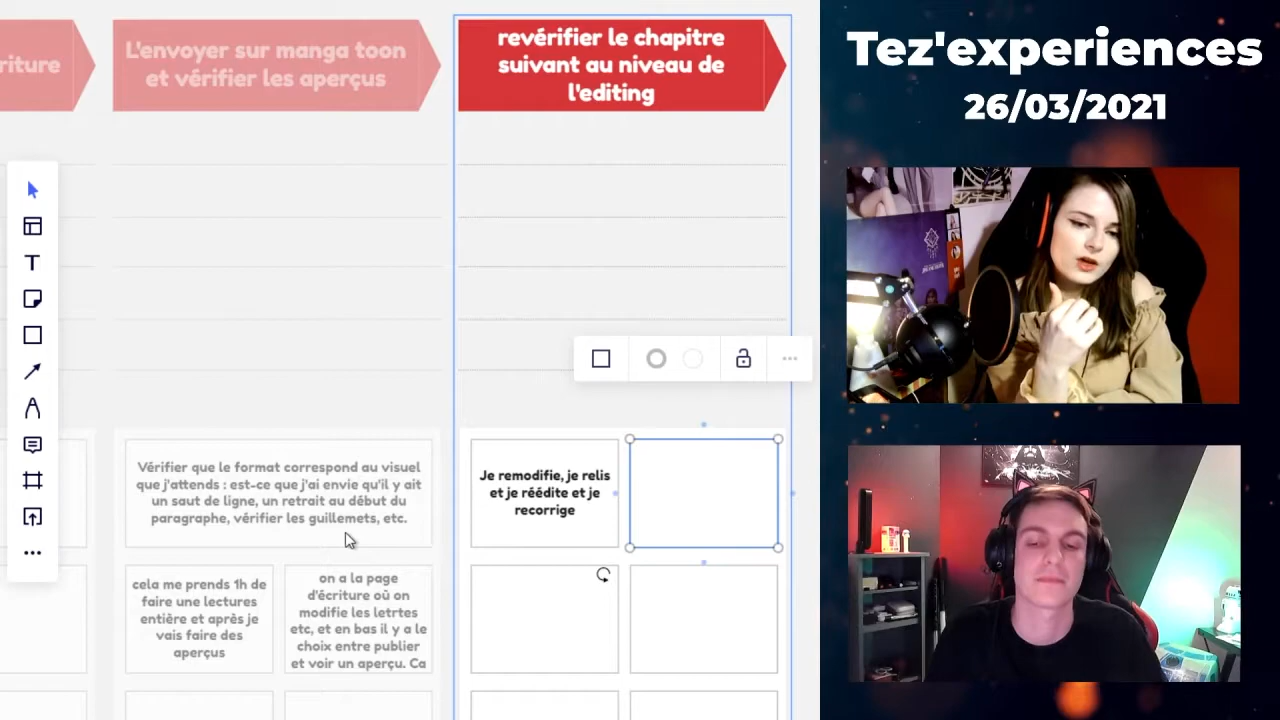 riture
L'envoyer sur manga toon
et vérifier les aperçus
revérifier le chapitre
suivant au niveau de
l'editing
Tez'experiences
26/03/2021
Vérifier que le format correspond au visuel
que j'attends : est-ce que j'ai envie qu'il y ait
un saut de ligne, un retrait au début du
paragraphe, vérifier les guillemets, etc.
Je remodifie, je relis
et je réédite et je
recorrige
cela me prends 1h de
faire une lectures
entière et après je
vais faire des
aperçus
on a la page
d'écriture où on
modifie les letrtes
etc, et en bas il y a le
choix entre publier
et voir un aperçu. Ca